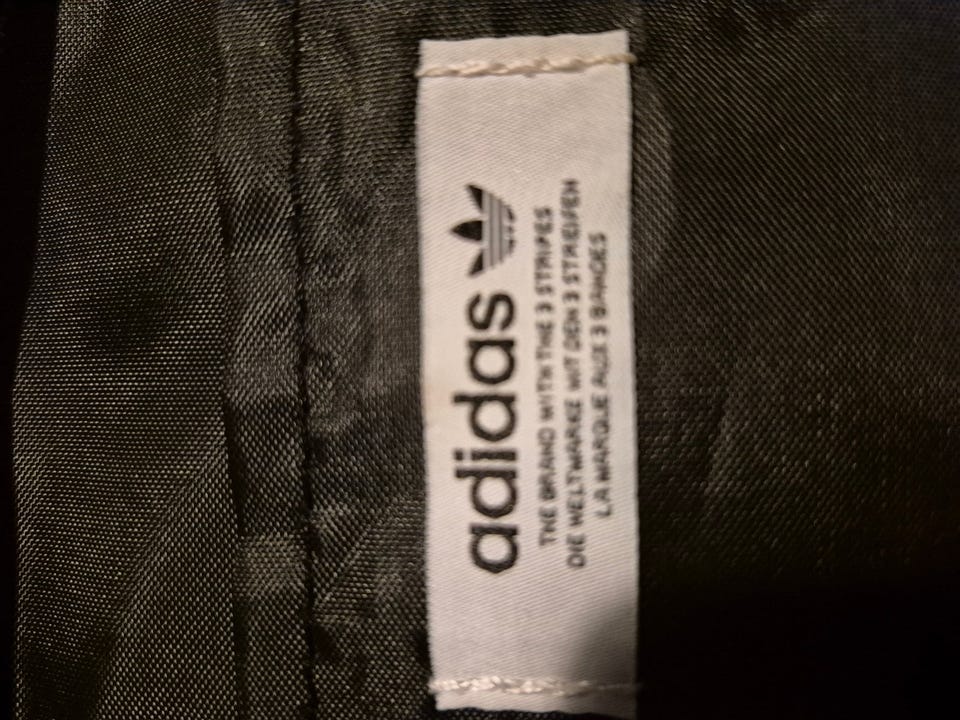 adidas
THE BRAND WITH THE 3 STRIPES
DIE WELTMARKE MIT DEN 3 STREIFEN
LA MARQUE AUX 3 BANDES